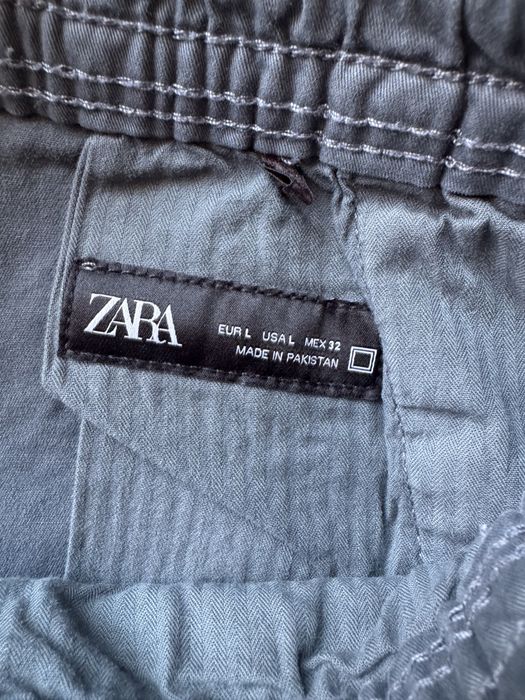 ZARA
EUR L USA L MEX 32
MADE IN PAKISTAN